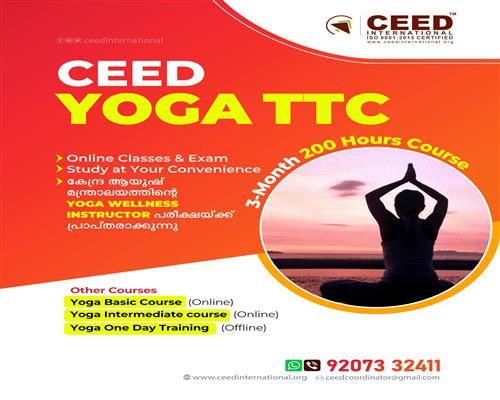 ceedinternational
CEED™
INTERNATIONAL
ISO 9001:2015 CERTIFIED
www.ceedinternational.org
CEED
YOGA TTC
Online Classes & Exam
Study at Your Convenience
കേന്ദ്ര ആയുഷ്
മന്ത്രാലയത്തിന്റെ
YOGA WELLNESS
INSTRUCTOR പരീക്ഷയ്ക്ക്
പ്രാപ്തരാക്കുന്നു
3-Month 200 Hours Course
Other Courses
Yoga Basic Course (Online)
Yoga Intermediate course (Online)
Yoga One Day Training (Offline)
92073 32411
www.ceedinternational.org ceedcoordinator@gmail.com